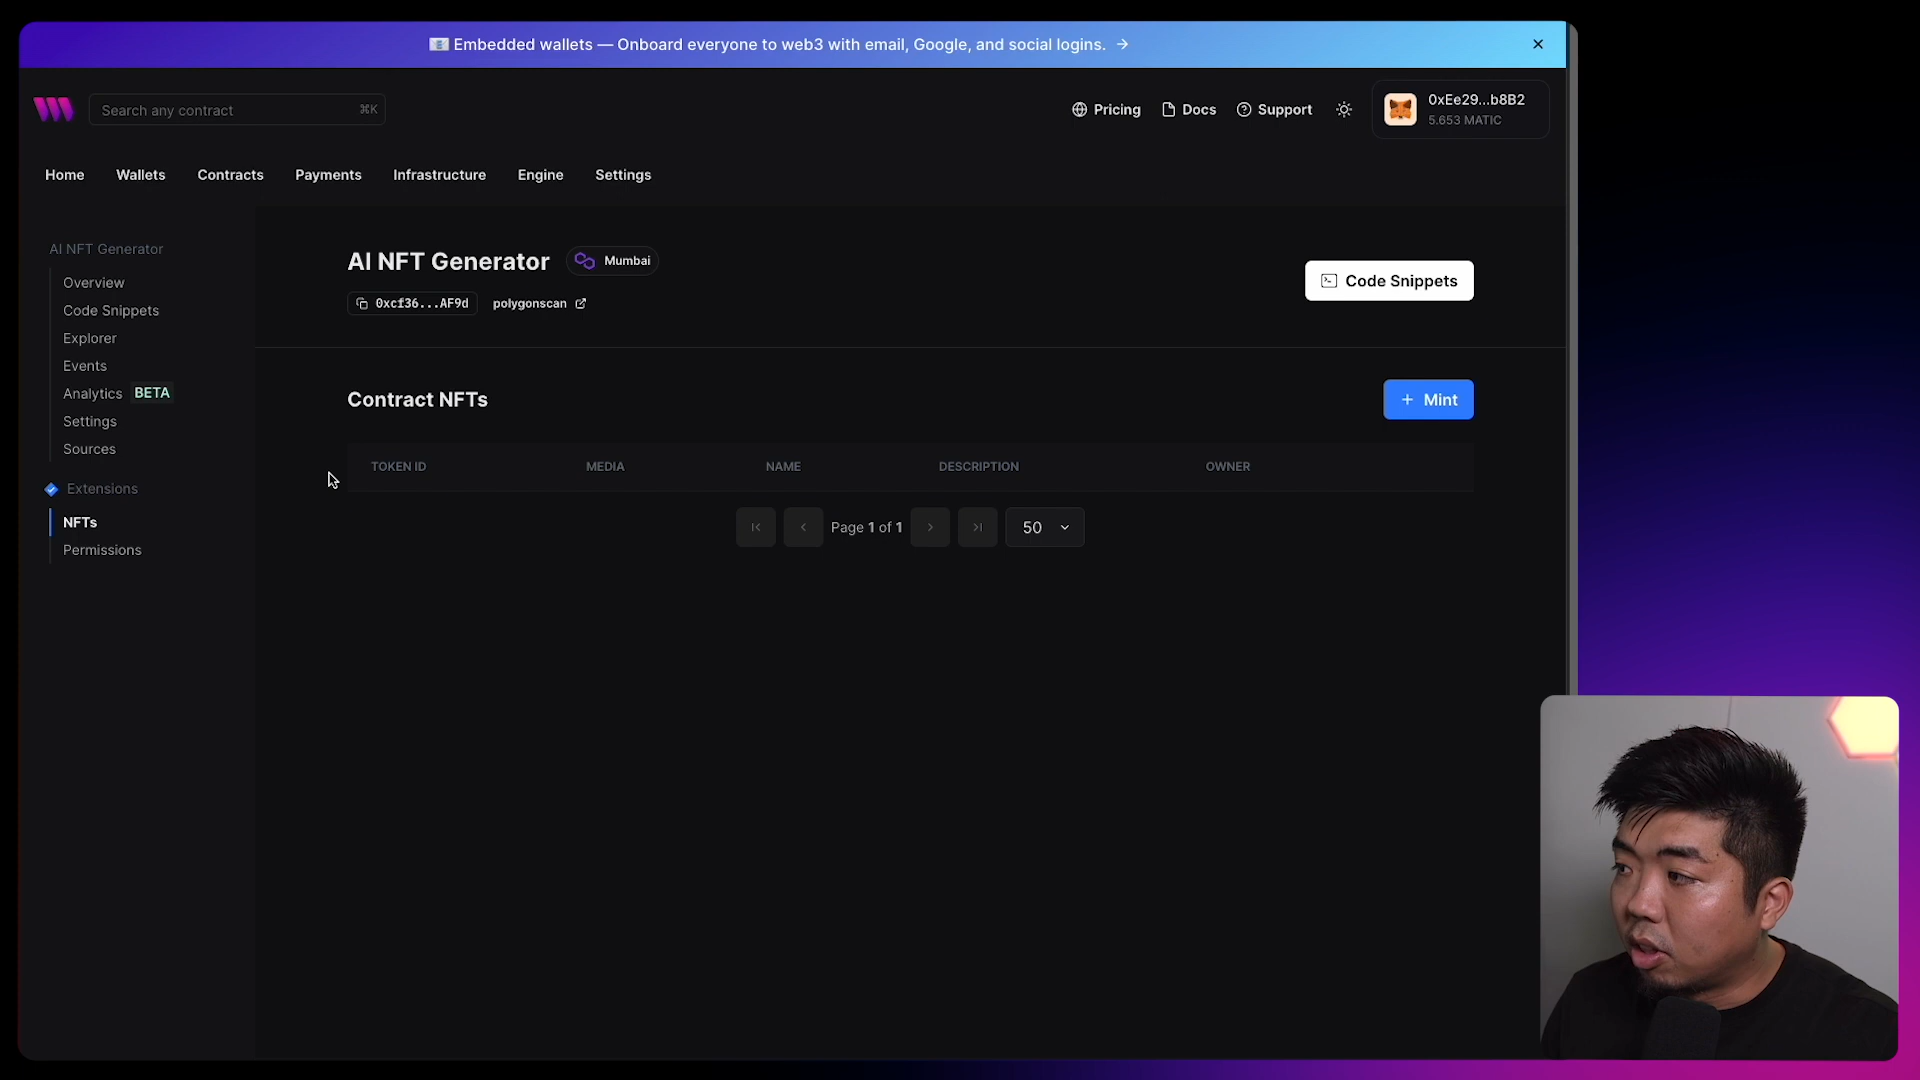 Embedded wallets — Onboard everyone to web3 with email, Google, and social logins. →
Search any contract ⌘K
Pricing Docs Support
0xEe29...b8B2
5.653 MATIC
Home Wallets Contracts Payments Infrastructure Engine Settings
AI NFT Generator
Overview
Code Snippets
Explorer
Events
Analytics BETA
Settings
Sources
Extensions
NFTs
Permissions
AI NFT Generator Mumbai
0xcf36...AF9d polygonscan
Code Snippets
Contract NFTs
+ Mint
TOKEN ID MEDIA NAME DESCRIPTION OWNER
Page 1 of 1 50